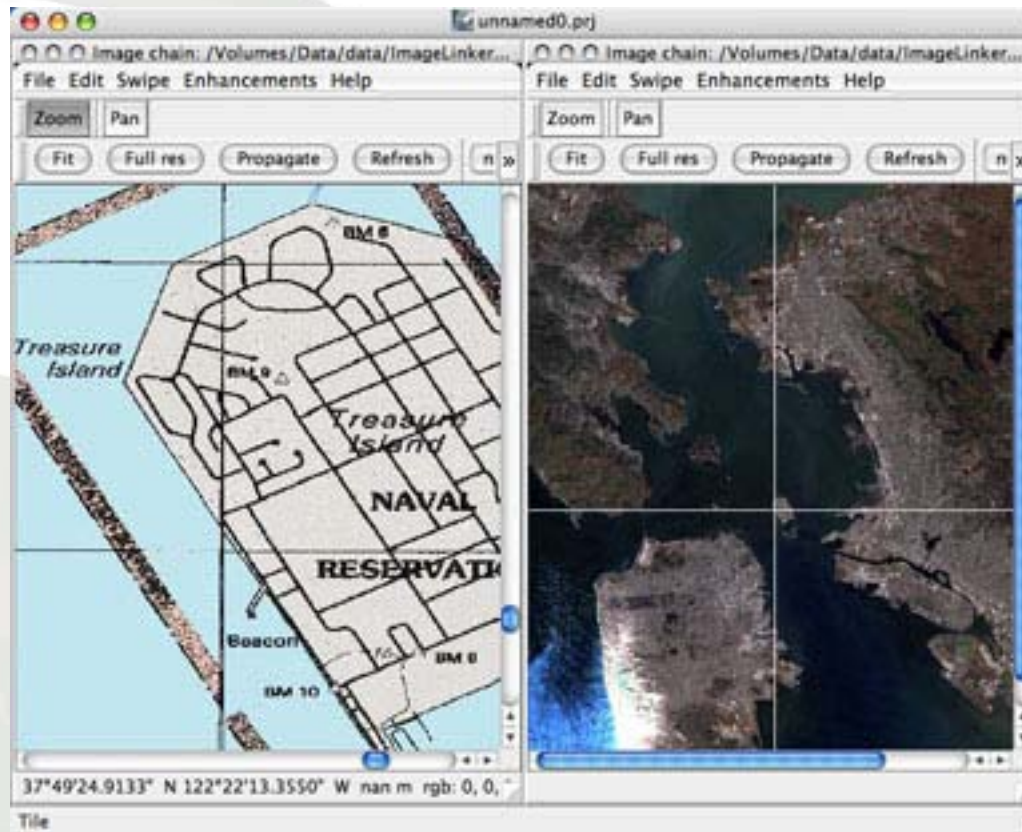 unnamed0.prj
Image chain: /Volumes/Data/data/ImageLinker...
File Edit Swipe Enhancements Help
Zoom Pan
Fit Full res Propagate Refresh n »
BM 6
Treasure
Island
BM 9
Treasure
Island
NAVAL
RESERVATI
Beacon
BM 8
BM 10
37°49'24.9133" N 122°22'13.3550" W nan m rgb: 0, 0,
Image chain: /Volumes/Data/data/ImageLinker...
File Edit Swipe Enhancements Help
Zoom Pan
Fit Full res Propagate Refresh n »
Tile